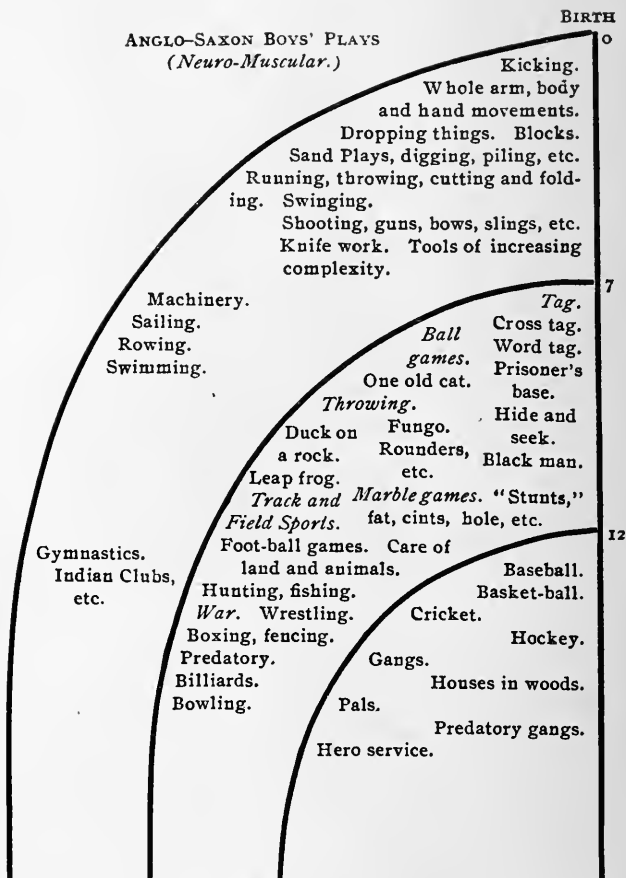 BIRTH
ANGLO-SAXON BOYS' PLAYS
(Neuro-Muscular.)
0
Kicking.
Whole arm, body
and hand movements.
Dropping things. Blocks.
Sand Plays, digging, piling, etc.
Running, throwing, cutting and fold-
ing. Swinging.
Shooting, guns, bows, slings, etc.
Knife work. Tools of increasing
complexity.
Machinery.
Sailing.
Rowing.
Swimming.
Gymnastics.
Indian Clubs,
etc.
7
Tag.
Cross tag.
Word tag.
Prisoner's
base.
Hide and
seek.
Black man.
Ball
games.
One old cat.
Fungo.
Rounders,
etc.
Throwing.
Duck on
a rock.
Leap frog.
Marble games. "Stunts,"
fat, cints, hole, etc.
Track and
Field Sports.
Foot-ball games. Care of
land and animals.
Hunting, fishing.
War. Wrestling.
Boxing, fencing.
Predatory.
Billiards.
Bowling.
12
Baseball.
Basket-ball.
Cricket.
Hockey.
Gangs.
Houses in woods.
Pals.
Predatory gangs.
Hero service.